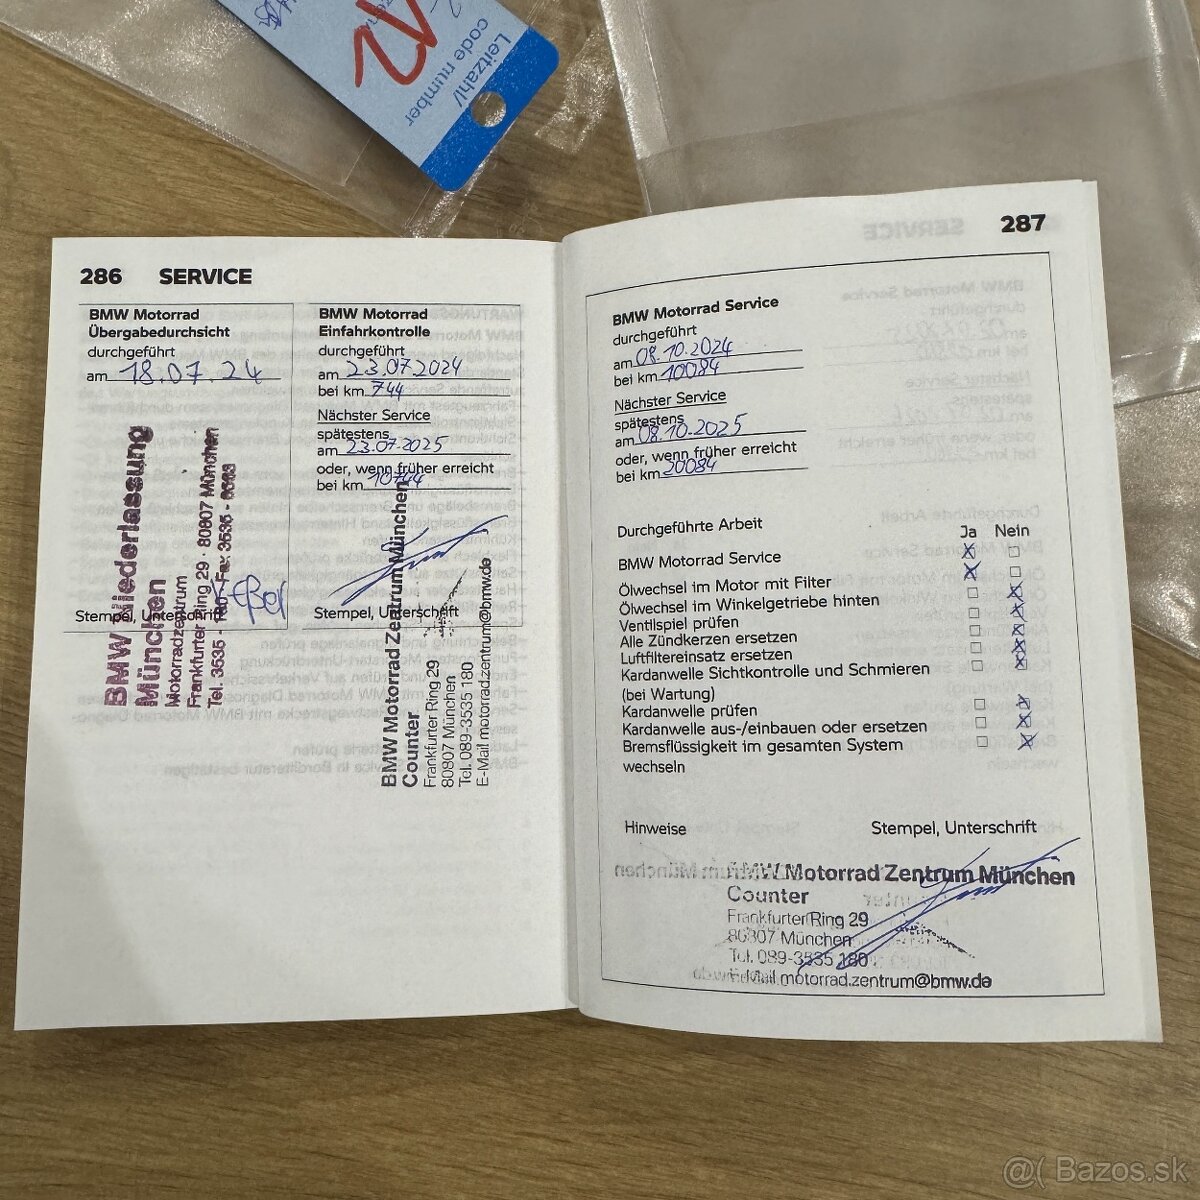 Leitzahl/
code number
12
286 SERVICE
BMW Motorrad
Übergabedurchsicht
durchgeführt
am 18.07.24
BMW Niederlassung
München
Motorradzentrum
Frankfurter Ring 29 · 80807 München
Tel. 3535 - Fax: 3535 -
Stempel, Unterschrift
BMW Motorrad
Einfahrkontrolle
durchgeführt
am 23.07.2024
bei km 744
Nächster Service
spätestens
am 23.07.2025
oder, wenn früher erreicht
bei km 10744
Stempel, Unterschrift
BMW Motorrad Zentrum München
Counter
Frankfurter Ring 29
80807 München
Tel. 089-3535 180
E-Mail motorrad.zentrum@bmw.de
SERVICE
287
BMW Motorrad Service
durchgeführt
am 08.10.2024
bei km 10084
Nächster Service
spätestens
am 08.10.2025
oder, wenn früher erreicht
bei km 20084
Durchgeführte Arbeit
Ja Nein
BMW Motorrad Service
Ölwechsel im Motor mit Filter
Ölwechsel im Winkelgetriebe hinten
Ventilspiel prüfen
Alle Zündkerzen ersetzen
Luftfiltereinsatz ersetzen
Kardanwelle Sichtkontrolle und Schmieren
(bei Wartung)
Kardanwelle prüfen
Kardanwelle aus-/einbauen oder ersetzen
Bremsflüssigkeit im gesamten System
wechseln
Hinweise
Stempel, Unterschrift
BMW Motorrad Zentrum München
Counter
Frankfurter Ring 29
80807 München
Tel. 089-3535 180
E-Mail motorrad.zentrum@bmw.de
Bazos.sk